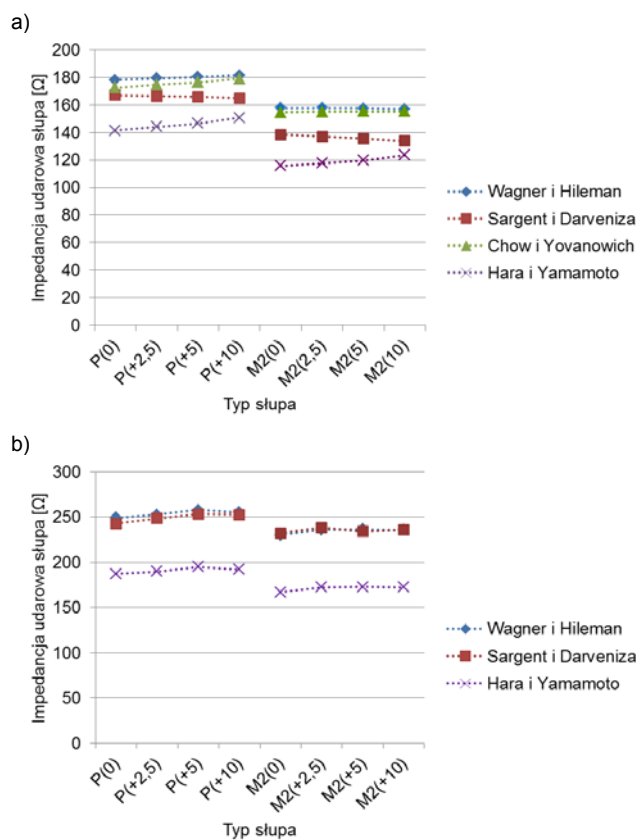 a)
Impedancja udarowa słupa [Ω]
200
180
160
140
120
100
80
60
40
20
0
P(0)
P(+2,5)
P(+5)
P(+10)
M2(0)
M2(2,5)
M2(5)
M2(10)
Typ słupa
Wagner i Hileman
Sargent i Darveniza
Chow i Yovanowich
Hara i Yamamoto
b)
Impedancja udarowa słupa [Ω]
300
250
200
150
100
50
0
P(0)
P(+2,5)
P(+5)
P(+10)
M2(0)
M2(+2,5)
M2(+5)
M2(+10)
Typ słupa
Wagner i Hileman
Sargent i Darveniza
Hara i Yamamoto